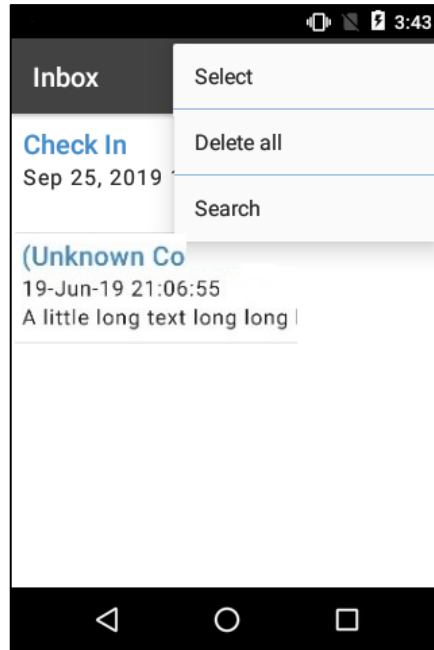 3:43
Inbox
Select
Delete all
Search
Check In
Sep 25, 2019
(Unknown Co
19-Jun-19 21:06:55
A little long text long long